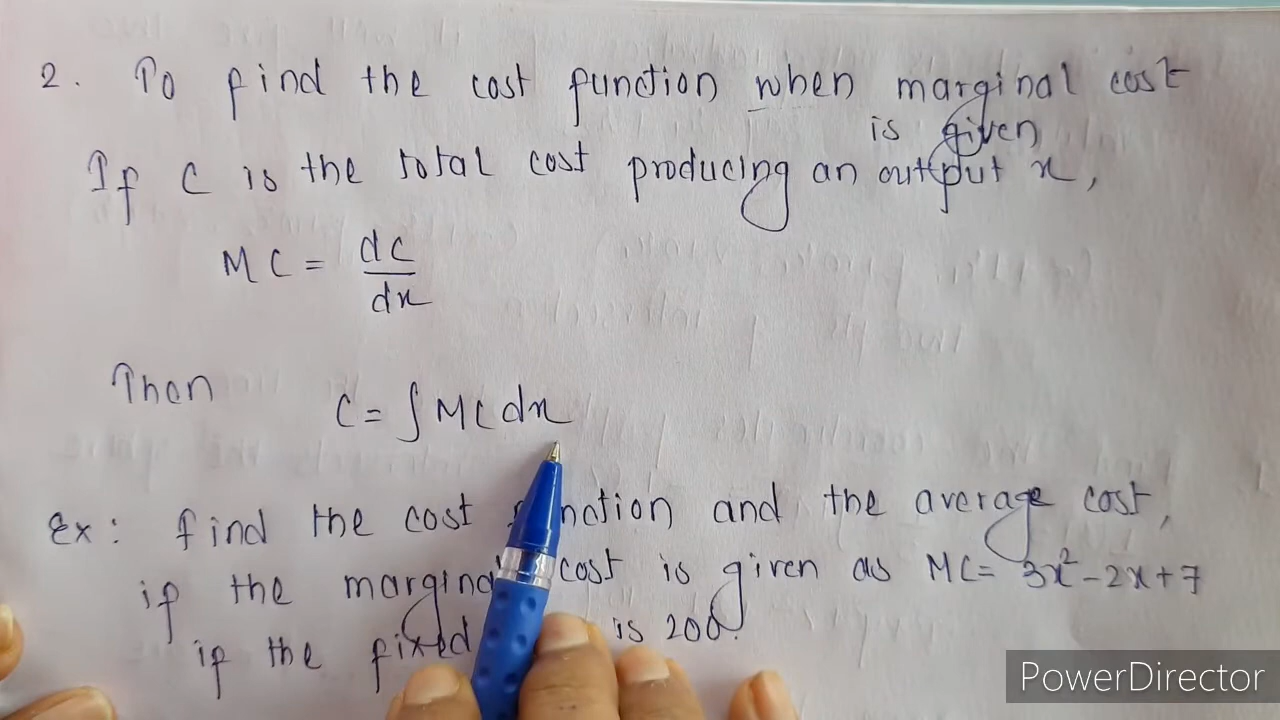 2. To find the cost function when marginal cost
is given
If C is the total cost producing an output x,
MC = dC/dx
Then C = ∫ MC dx
Ex: find the cost nction and the average cost,
if the margina cost is given as MC = 3x² - 2x + 7
if the fixed is 200.
PowerDirector